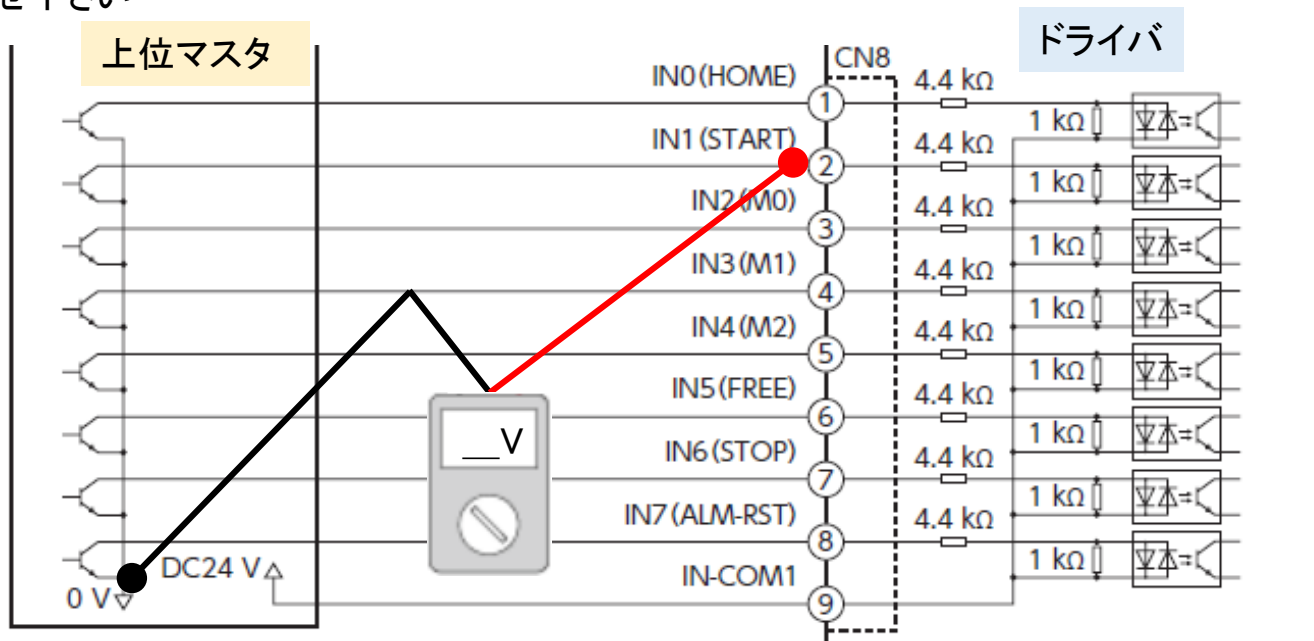 上位マスタ
ドライバ
CN8
IN0(HOME)
1
4.4 kΩ
1 kΩ
IN1(START)
2
4.4 kΩ
1 kΩ
IN2(M0)
3
4.4 kΩ
1 kΩ
IN3(M1)
4
4.4 kΩ
1 kΩ
IN4(M2)
5
4.4 kΩ
1 kΩ
IN5(FREE)
6
4.4 kΩ
1 kΩ
__V
IN6(STOP)
7
4.4 kΩ
1 kΩ
IN7(ALM-RST)
8
4.4 kΩ
1 kΩ
DC24 V
IN-COM1
9
0 V